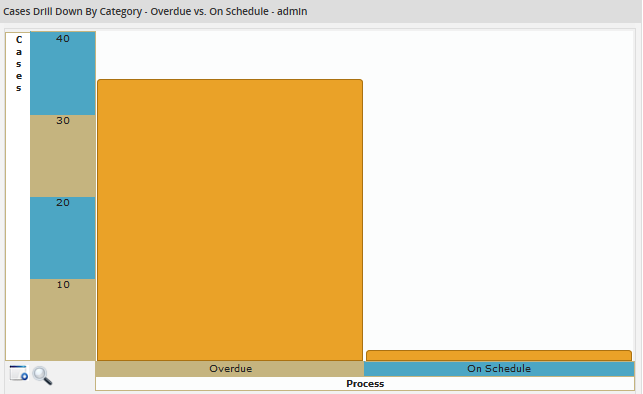 Cases Drill Down By Category - Overdue vs. On Schedule - admin
Cases
40
30
20
10
Overdue
On Schedule
Process